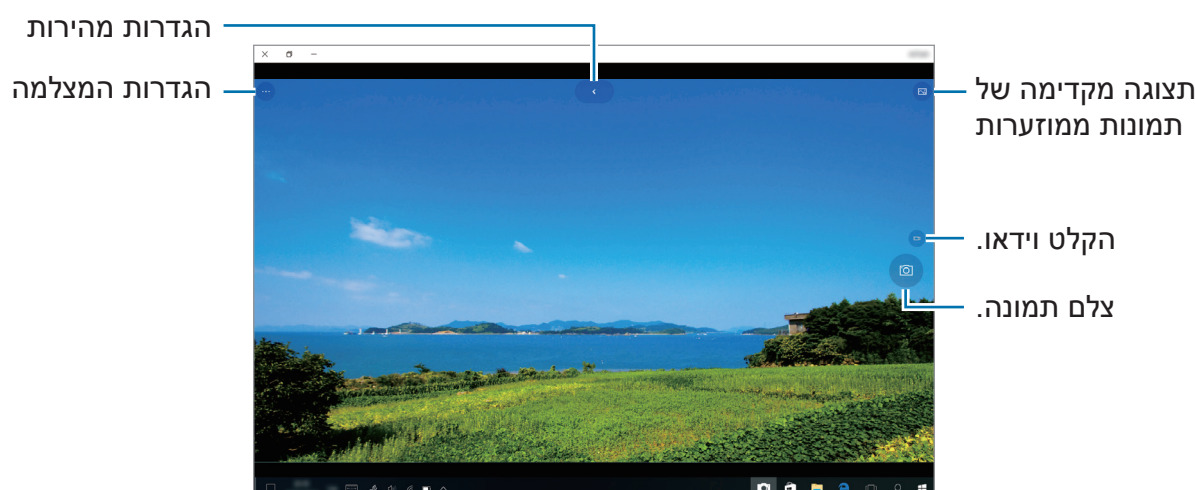 הגדרות מהירות
הגדרות המצלמה
תצוגה מקדימה של
תמונות ממוזערות
הקלט וידאו.
צלם תמונה.